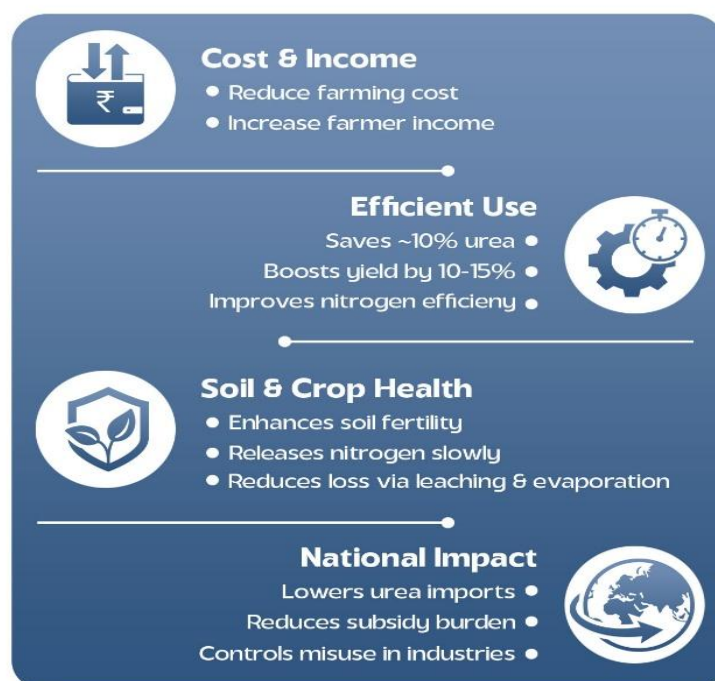 ₹
Cost & Income
• Reduce farming cost
• Increase farmer income
Efficient Use
Saves ~10% urea •
Boosts yield by 10-15% •
Improves nitrogen efficieny •
Soil & Crop Health
• Enhances soil fertility
• Releases nitrogen slowly
• Reduces loss via leaching & evaporation
National Impact
Lowers urea imports •
Reduces subsidy burden •
Controls misuse in industries •